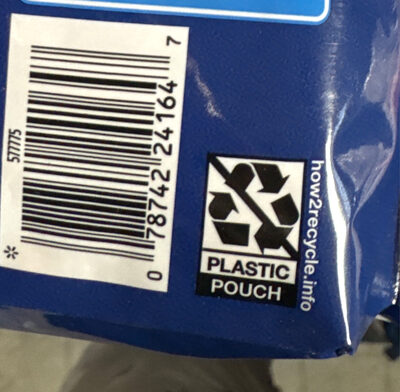 577775
0 78742 24164 7
*
PLASTIC
POUCH
how2recycle.info